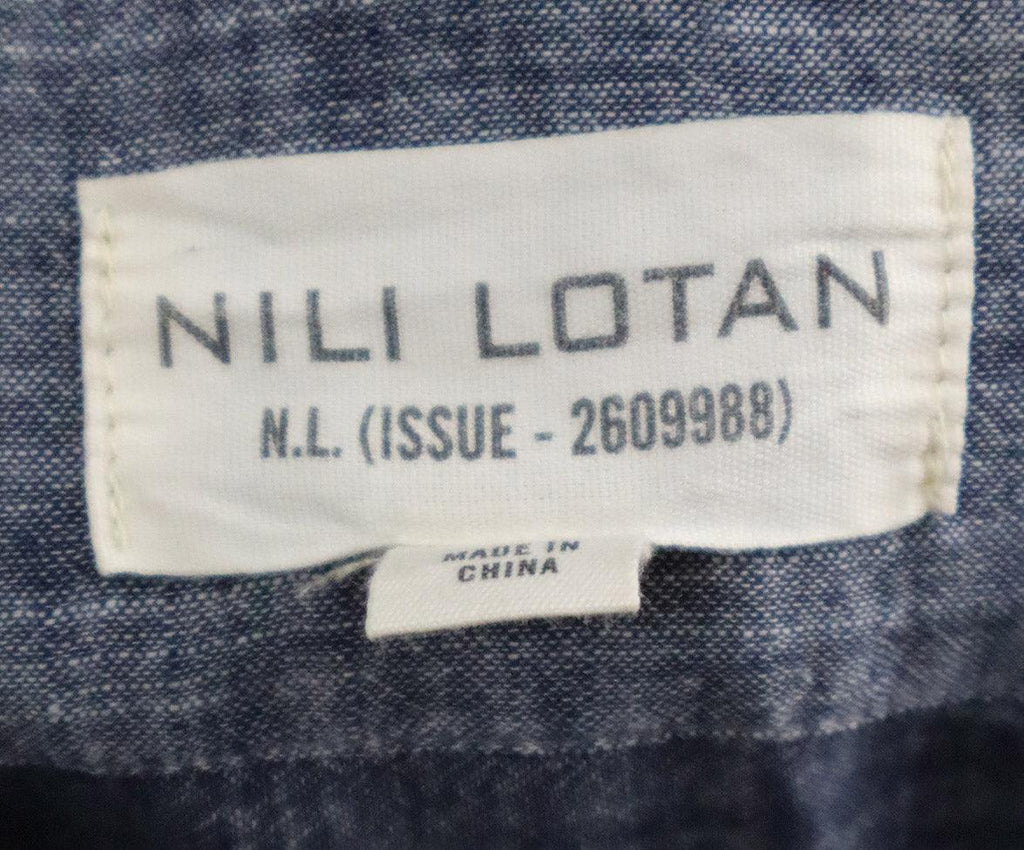 NILI LOTAN
N.L. (ISSUE - 2609988)
MADE IN
CHINA